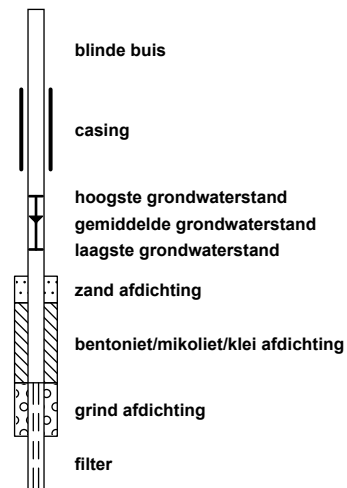 blinde buis
casing
hoogste grondwaterstand
gemiddelde grondwaterstand
laagste grondwaterstand
zand afdichting
bentoniet/mikoliet/klei afdichting
grind afdichting
filter